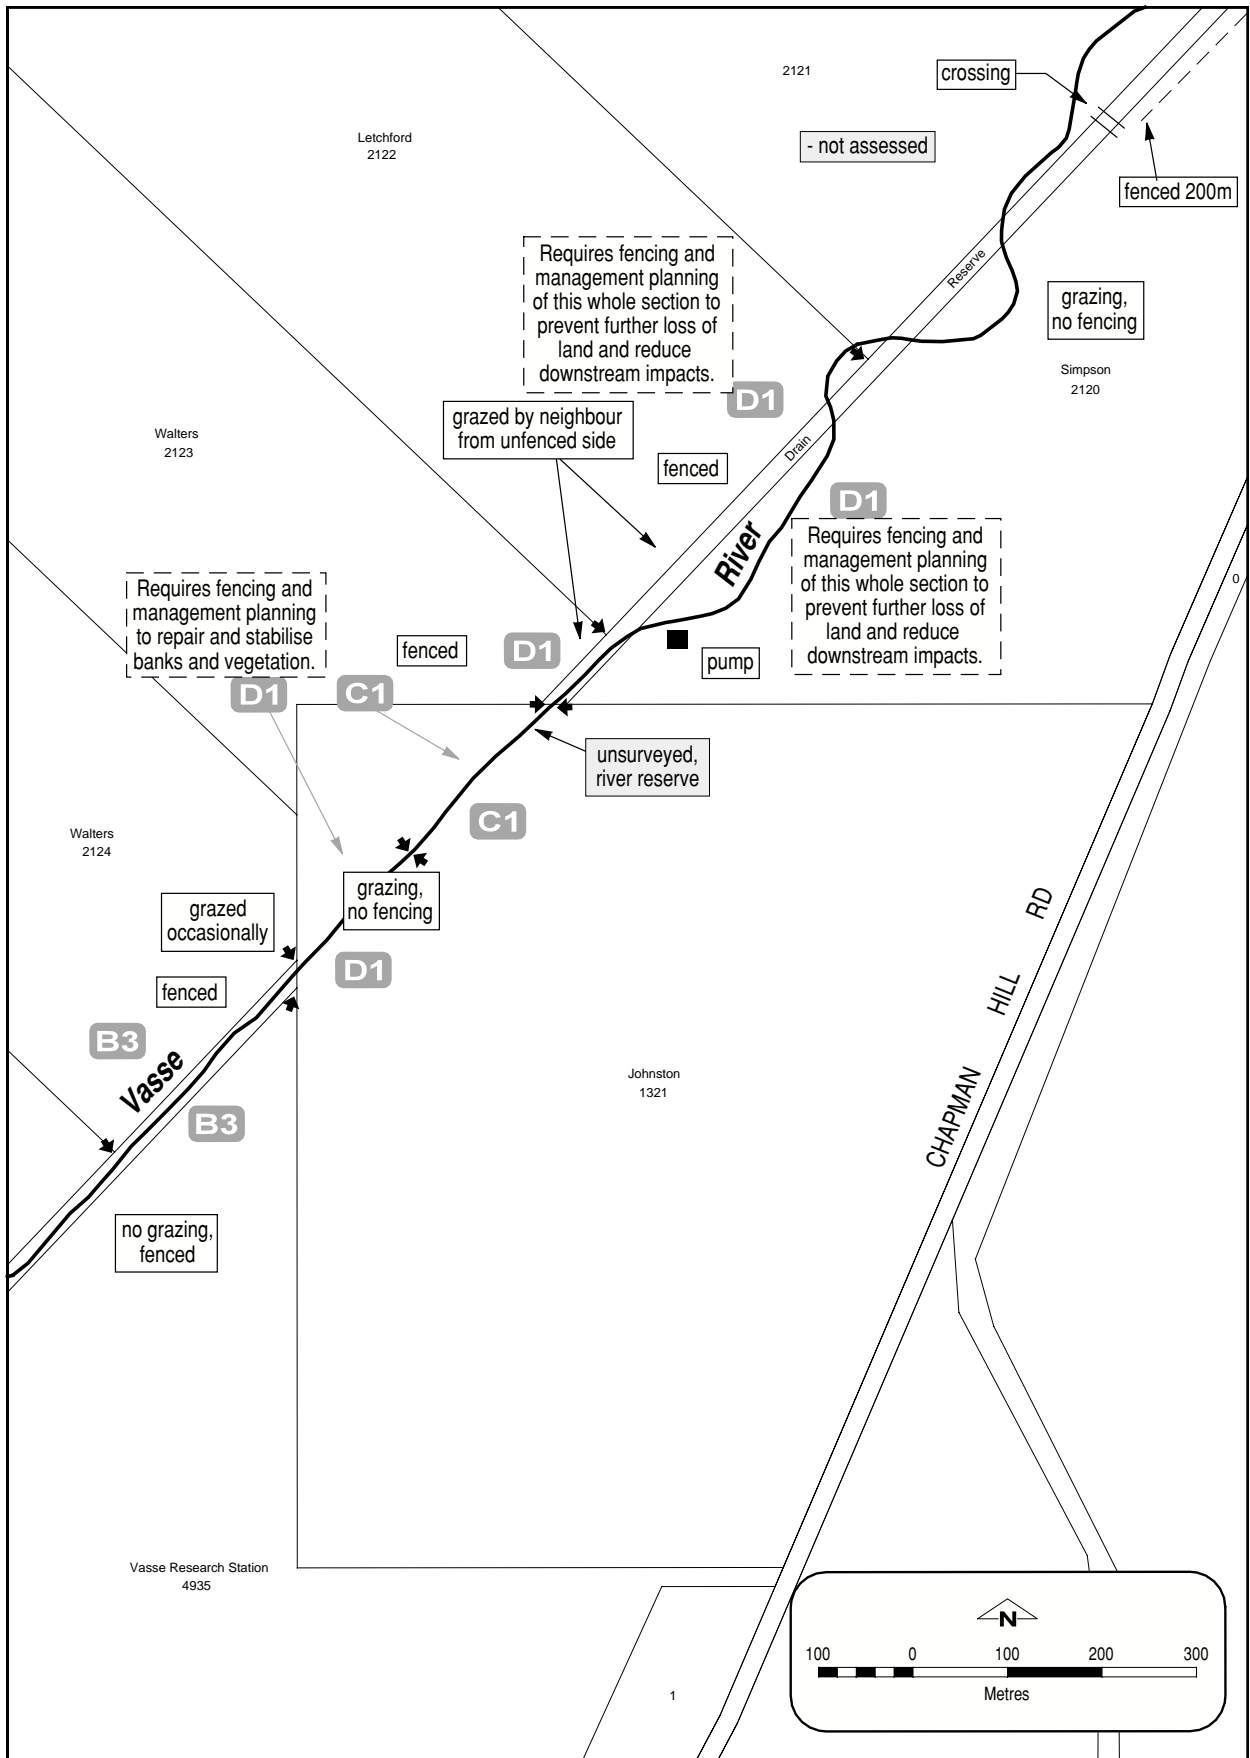 2121
crossing
Letchford
2122
- not assessed
fenced 200m
Requires fencing and
management planning
of this whole section to
prevent further loss of
land and reduce
downstream impacts.
Reserve
grazing,
no fencing
Simpson
2120
D1
grazed by neighbour
from unfenced side
Walters
2123
Drain
fenced
D1
River
Requires fencing and
management planning
of this whole section to
prevent further loss of
land and reduce
downstream impacts.
0
Requires fencing and
management planning
to repair and stabilise
banks and vegetation.
fenced
D1
pump
D1
C1
unsurveyed,
river reserve
C1
Walters
2124
grazing,
no fencing
grazed
occasionally
D1
fenced
B3
Vasse
B3
Johnston
1321
CHAPMAN HILL RD
no grazing,
fenced
Vasse Research Station
4935
1
N
100 0 100 200 300
Metres